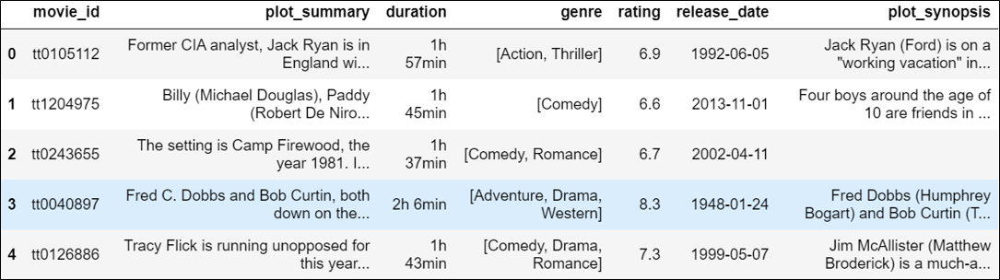 movie_id plot_summary duration genre rating release_date plot_synopsis
0 tt0105112 Former CIA analyst, Jack Ryan is in England wi... 1h 57min [Action, Thriller] 6.9 1992-06-05 Jack Ryan (Ford) is on a "working vacation" in...
1 tt1204975 Billy (Michael Douglas), Paddy (Robert De Niro... 1h 45min [Comedy] 6.6 2013-11-01 Four boys around the age of 10 are friends in ...
2 tt0243655 The setting is Camp Firewood, the year 1981. I... 1h 37min [Comedy, Romance] 6.7 2002-04-11
3 tt0040897 Fred C. Dobbs and Bob Curtin, both down on the... 2h 6min [Adventure, Drama, Western] 8.3 1948-01-24 Fred Dobbs (Humphrey Bogart) and Bob Curtin (T...
4 tt0126886 Tracy Flick is running unopposed for this year... 1h 43min [Comedy, Drama, Romance] 7.3 1999-05-07 Jim McAllister (Matthew Broderick) is a much-a...